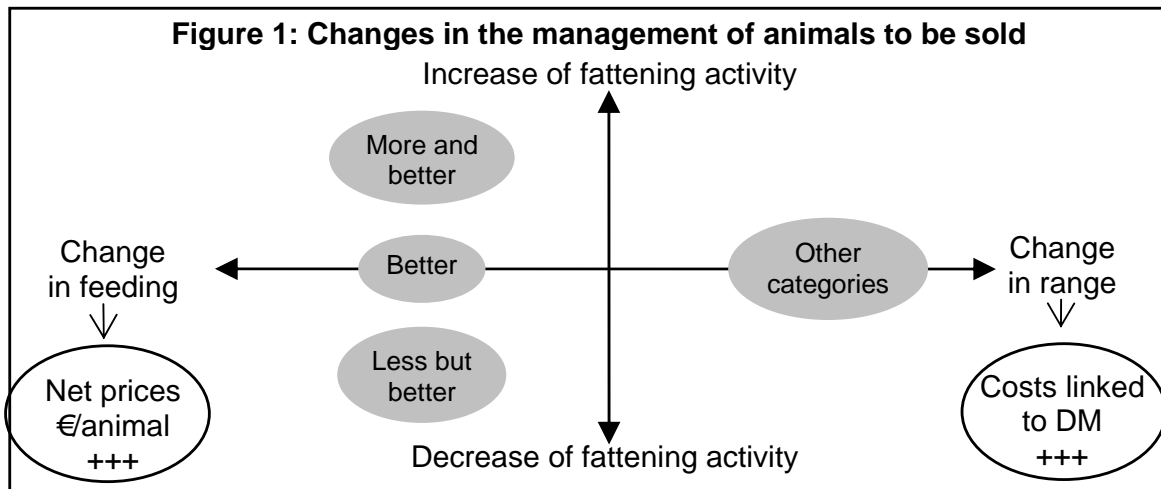 Figure 1: Changes in the management of animals to be sold
Increase of fattening activity
More and
better
Change
in feeding
Better
Other
categories
Change
in range
Less but
better
Net prices
€/animal
+++
Costs linked
to DM
+++
Decrease of fattening activity